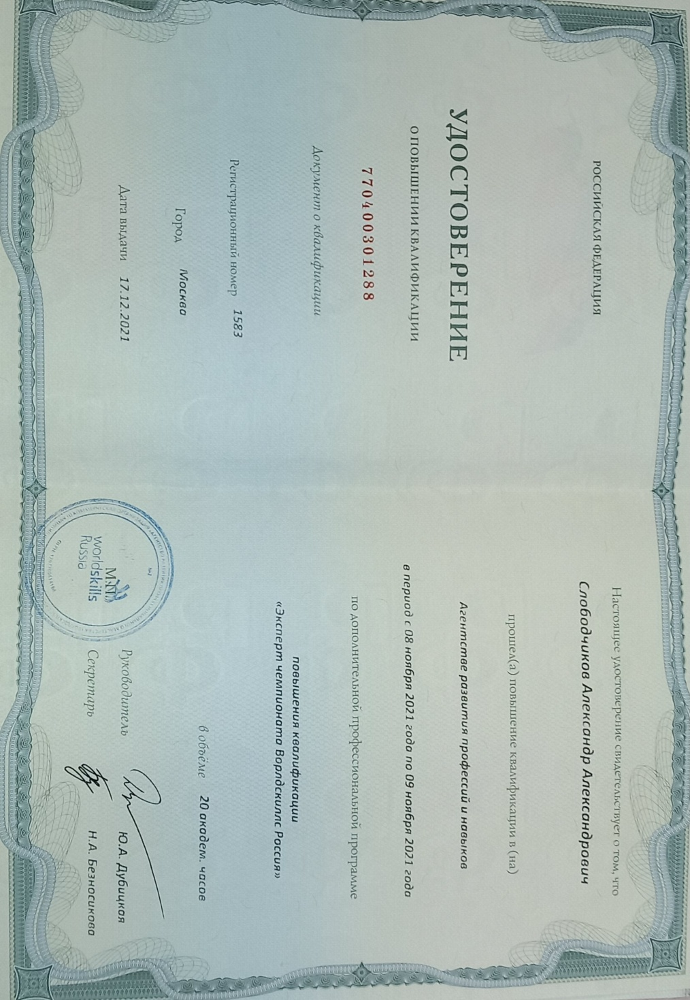 РОССИЙСКАЯ ФЕДЕРАЦИЯ
УДОСТОВЕРЕНИЕ
О ПОВЫШЕНИИ КВАЛИФИКАЦИИ
770400301288
Документ о квалификации
Регистрационный номер 1583
Город Москва
Дата выдачи 17.12.2021
Настоящее удостоверение свидетельствует о том, что
Слободчиков Александр Александрович
прошел(а) повышение квалификации в (на)
Агентстве развития профессий и навыков
в период с 08 ноября 2021 года по 09 ноября 2021 года
по дополнительной профессиональной программе
повышения квалификации
«Эксперт чемпионата Ворлдскиллс Россия»
в объёме 20 академ. часов
М.П.
worldskills
Russia
Руководитель Ю.А. Дубицкая
Секретарь Н.А. Безносикова